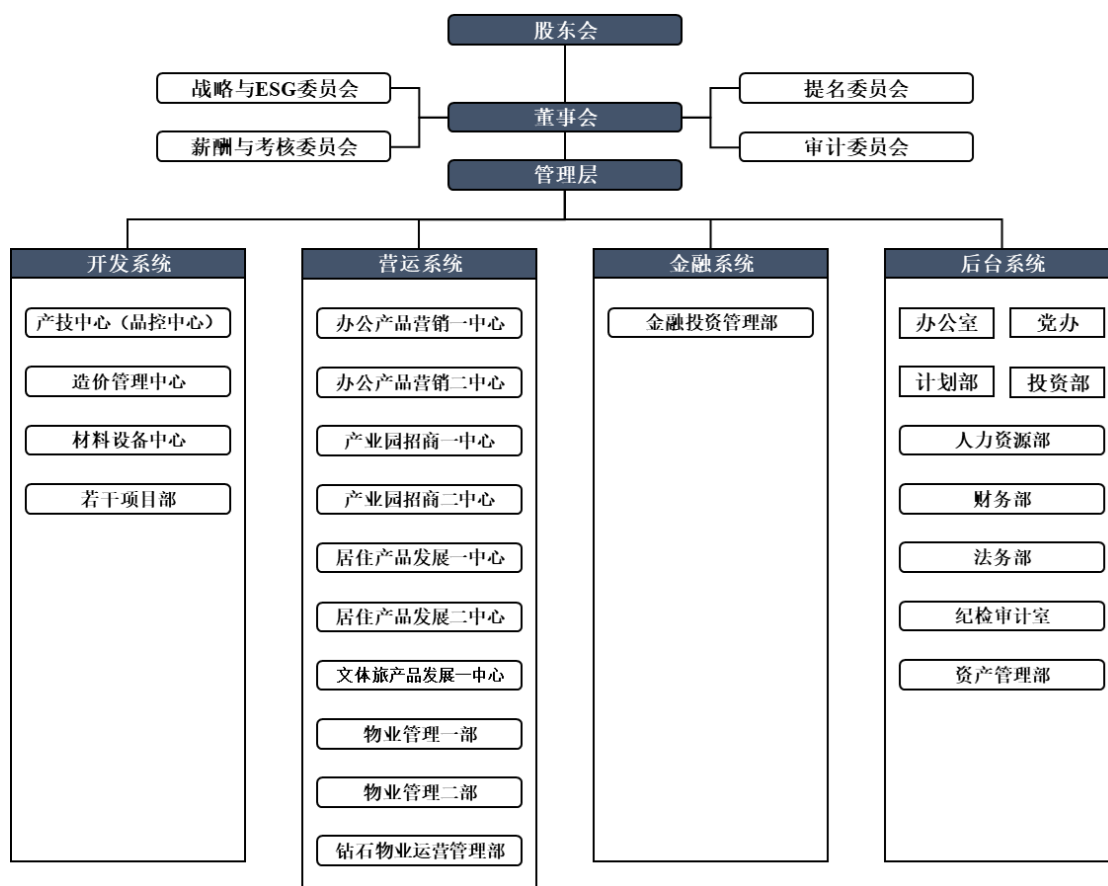 股东会
战略与ESG委员会
提名委员会
董事会
薪酬与考核委员会
审计委员会
管理层
开发系统
产技中心（品控中心）
造价管理中心
材料设备中心
若干项目部
营运系统
办公产品营销一中心
办公产品营销二中心
产业园招商一中心
产业园招商二中心
居住产品发展一中心
居住产品发展二中心
文体旅产品发展一中心
物业管理一部
物业管理二部
钻石物业运营管理部
金融系统
金融投资管理部
后台系统
办公室
党办
计划部
投资部
人力资源部
财务部
法务部
纪检审计室
资产管理部